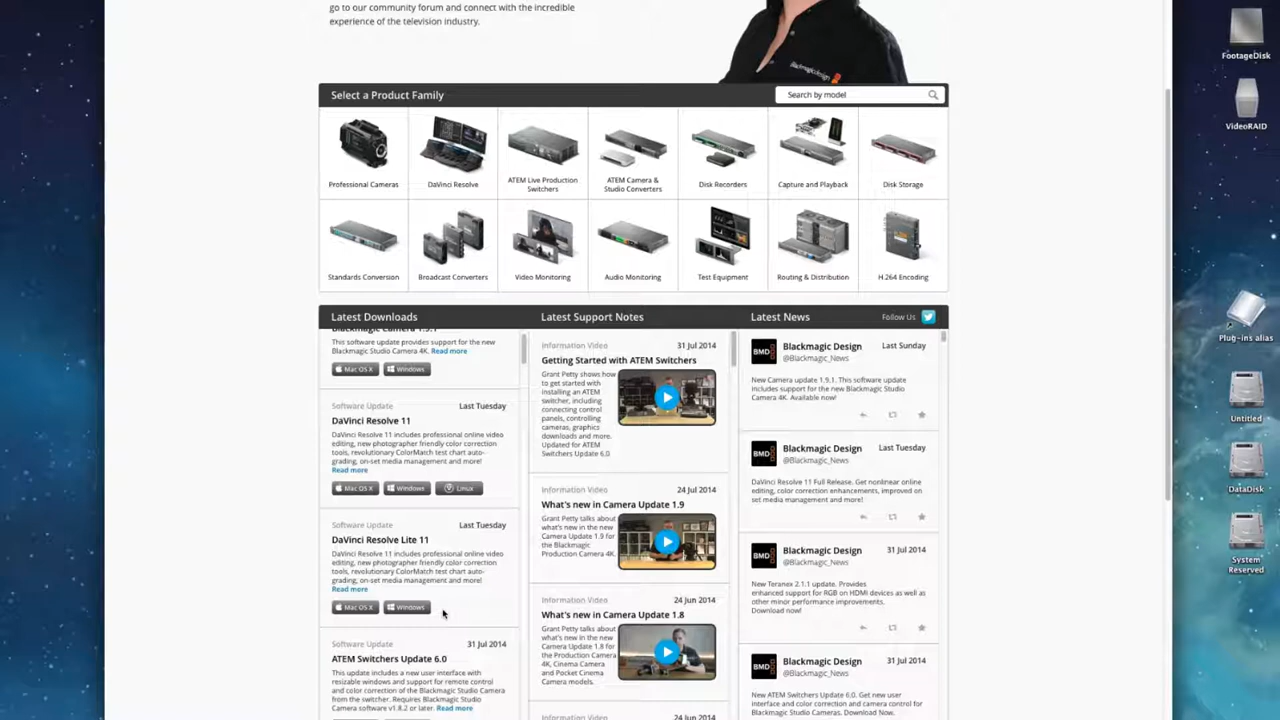 go to our community forum and connect with the incredible
experience of the television industry.
Blackmagicdesign
Select a Product Family
Search by model
Professional Cameras
DaVinci Resolve
ATEM Live Production
Switchers
ATEM Camera &
Studio Converters
Disk Recorders
Capture and Playback
Disk Storage
Standards Conversion
Broadcast Converters
Video Monitoring
Audio Monitoring
Test Equipment
Routing & Distribution
H.264 Encoding
Latest Downloads
Blackmagic Camera 1.9.1
This software update provides support for the new
Blackmagic Studio Camera 4K. Read more
Mac OS X
Windows
Software Update
Last Tuesday
DaVinci Resolve 11
DaVinci Resolve 11 includes professional online video
editing, new photographer friendly color correction
tools, revolutionary ColorMatch test chart auto-
grading, on-set media management and more!
Read more
Mac OS X
Windows
Linux
Software Update
Last Tuesday
DaVinci Resolve Lite 11
DaVinci Resolve 11 includes professional online video
editing, new photographer friendly color correction
tools, revolutionary ColorMatch test chart auto-
grading, on-set media management and more!
Read more
Mac OS X
Windows
Software Update
31 Jul 2014
ATEM Switchers Update 6.0
This update includes a new user interface with
resizable windows and support for remote control
and color correction of the Blackmagic Studio Camera
from the switcher. Requires Blackmagic Camera
software v1.8.2 or later. Read more
Latest Support Notes
Information Video
31 Jul 2014
Getting Started with ATEM Switchers
Grant Petty shows how
to get started with
installing an ATEM
switcher, including
connecting control
panels, controlling
cameras, graphics
downloads and more.
Updated for ATEM
Switchers Update 6.0
Information Video
24 Jul 2014
What's new in Camera Update 1.9
Grant Petty talks about
what's new in the new
Camera Update 1.9 for
the Blackmagic
Production Camera 4K.
Information Video
24 Jun 2014
What's new in Camera Update 1.8
Grant Petty talks about
what's new in the new
Camera Update 1.8 for
the Production Camera
4K, Cinema Camera
and Pocket Cinema
Camera models.
Information Video
24 Jun 2014
Latest News
Follow Us
BMD
Blackmagic Design
Last Sunday
@Blackmagic_News
New Camera update 1.9.1. This software update
includes support for the new Blackmagic Studio
Camera 4K. Available now!
BMD
Blackmagic Design
Last Tuesday
@Blackmagic_News
DaVinci Resolve 11 Full Release. Get nonlinear online
editing, color correction enhancements, improved on
set media management and more!
BMD
Blackmagic Design
31 Jul 2014
@Blackmagic_News
New Teranex 2.1.1 update. Provides
enhanced support for RGB on HDMI devices as well as
other minor performance improvements.
Download now!
BMD
Blackmagic Design
31 Jul 2014
@Blackmagic_News
New ATEM Switchers Update 6.0. Get new user
interface and color correction and camera control for
Blackmagic Studio Cameras. Download Now.
FootageDisk
VideoRAID
Plug-ins alias
Untitled
DataDisk
System
Reserved